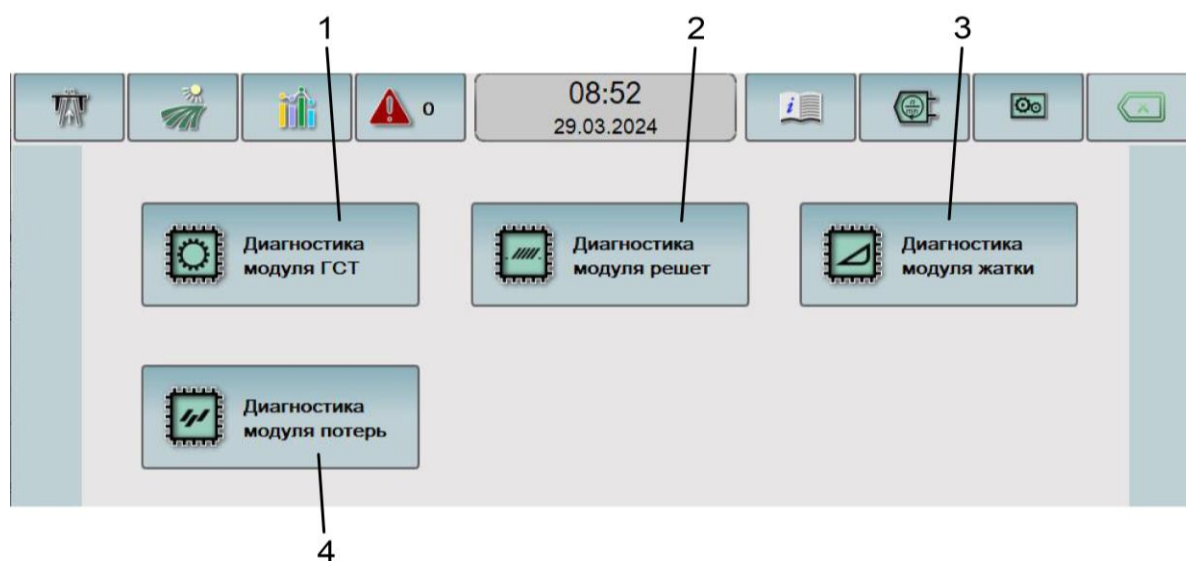 1 2 3
0
08:52
29.03.2024
Диагностика
модуля ГСТ
Диагностика
модуля решет
Диагностика
модуля жатки
Диагностика
модуля потерь
4